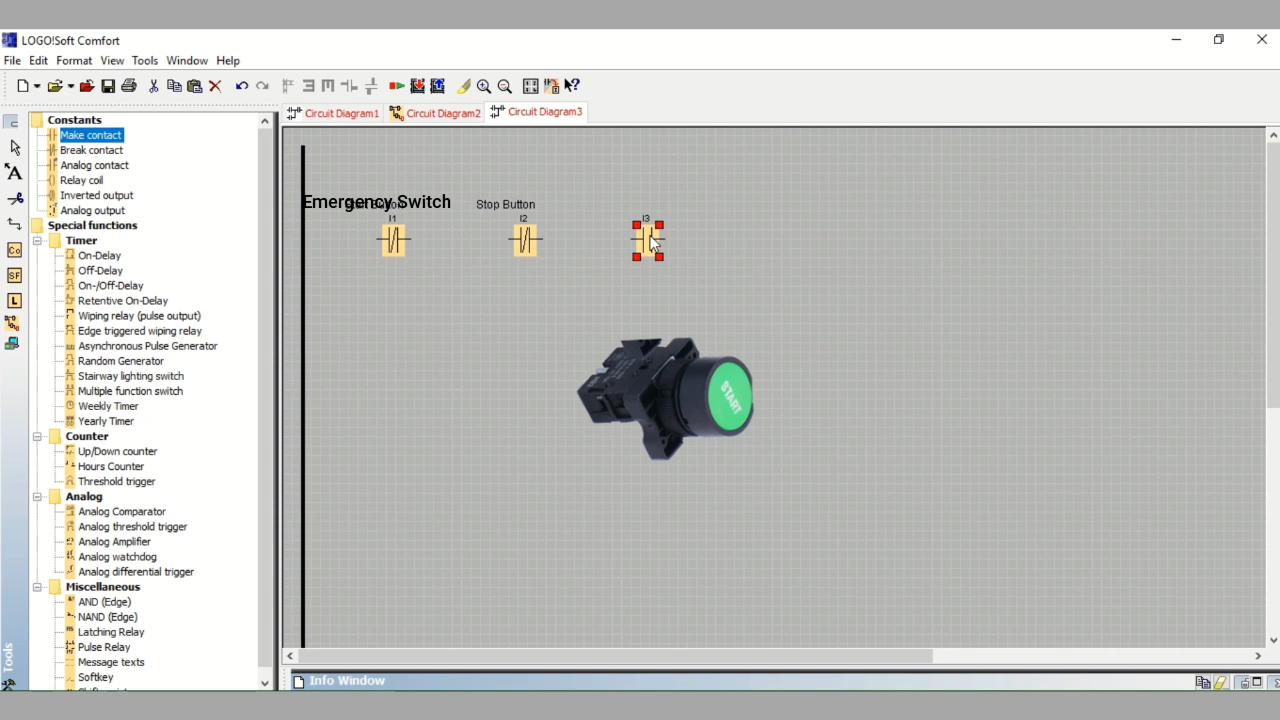 LOGO!Soft Comfort
File Edit Format View Tools Window Help
Circuit Diagram1
Circuit Diagram2
Circuit Diagram3
Constants
Make contact
Break contact
Analog contact
Relay coil
Inverted output
Analog output
Special functions
Timer
On-Delay
Off-Delay
On-/Off-Delay
Retentive On-Delay
Wiping relay (pulse output)
Edge triggered wiping relay
Asynchronous Pulse Generator
Random Generator
Stairway lighting switch
Multiple function switch
Weekly Timer
Yearly Timer
Counter
Up/Down counter
Hours Counter
Threshold trigger
Analog
Analog Comparator
Analog threshold trigger
Analog Amplifier
Analog watchdog
Analog differential trigger
Miscellaneous
AND (Edge)
NAND (Edge)
Latching Relay
Pulse Relay
Message texts
Softkey
Co
SF
L
Tools
Emergency Switch
Stop Button
I1
I2
I3
START
Info Window